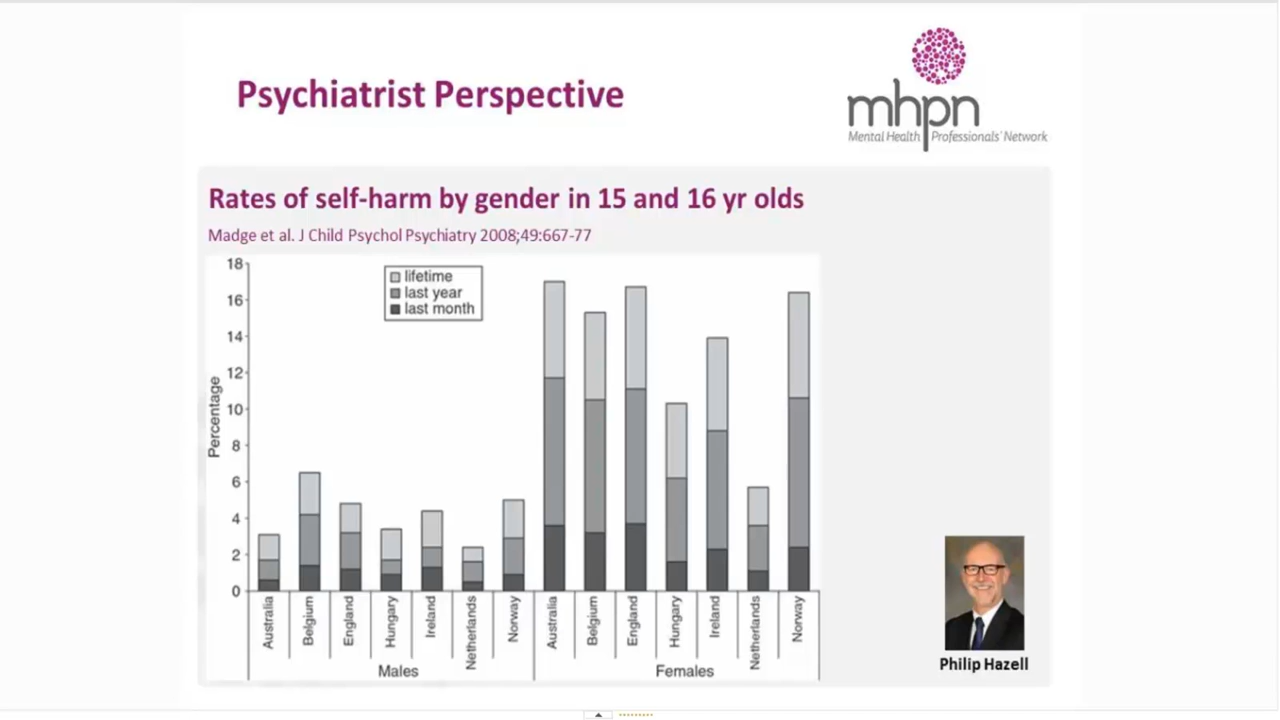 Psychiatrist Perspective
mhpn
Mental Health Professionals' Network
Rates of self-harm by gender in 15 and 16 yr olds
Madge et al. J Child Psychol Psychiatry 2008;49:667-77
18
16
14
12
10
8
6
4
2
0
Percentage
lifetime
last year
last month
Australia
Belgium
England
Hungary
Ireland
Netherlands
Norway
Australia
Belgium
England
Hungary
Ireland
Netherlands
Norway
Males
Females
Philip Hazell